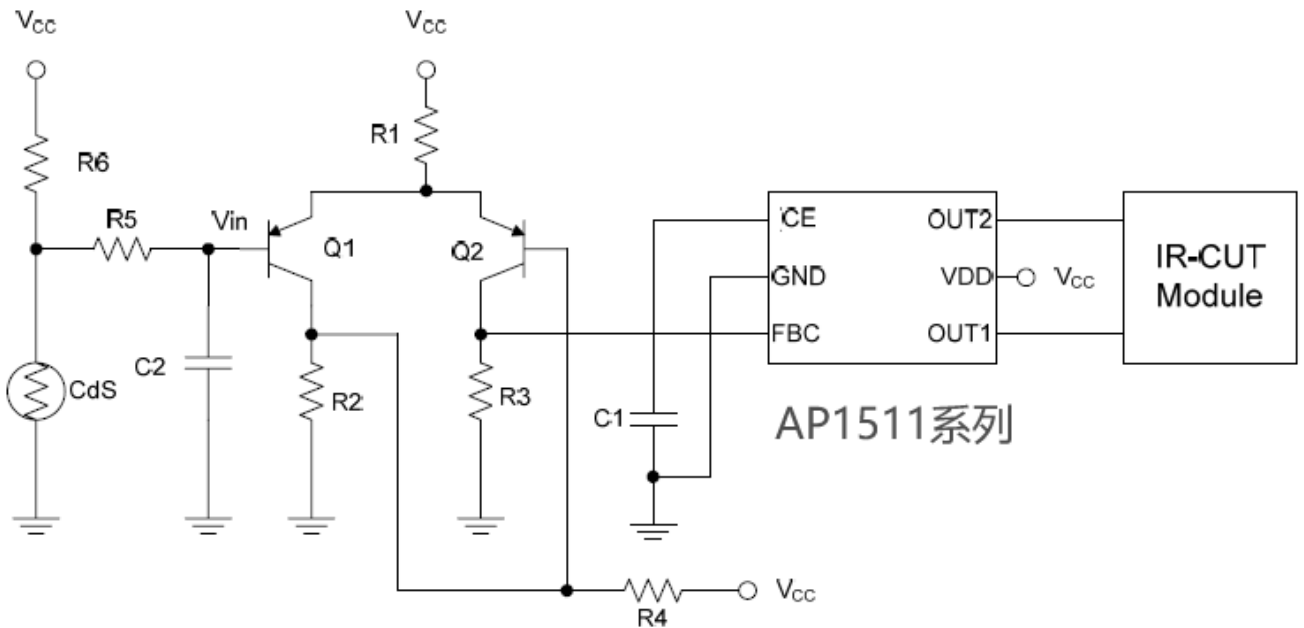 VCC
VCC
R1
R6
R5
Vin
Q1
Q2
CE
OUT2
GND
VDD
VCC
FBC
OUT1
IR-CUT
Module
C2
CdS
R2
R3
C1
AP1511系列
R4
VCC